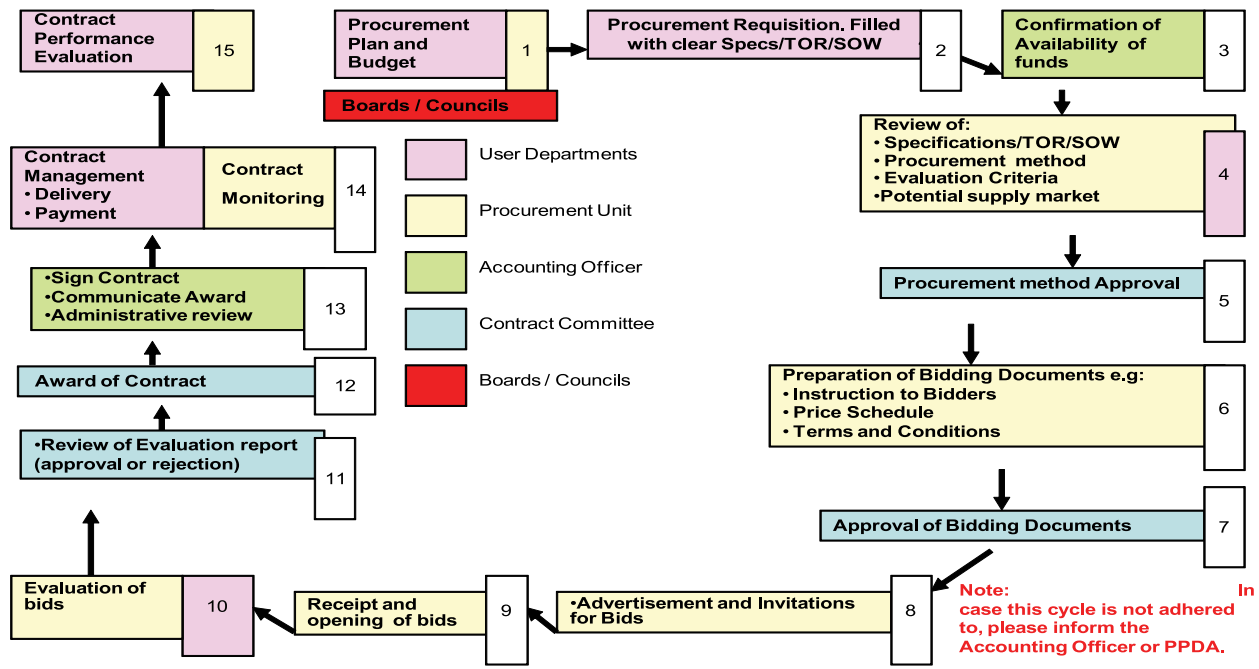 Procurement
Plan and
Budget
1
Boards / Councils
Procurement Requisition. Filled
with clear Specs/TOR/SOW
2
Confirmation of
Availability of
funds
3
Review of:
• Specifications/TOR/SOW
• Procurement method
• Evaluation Criteria
•Potential supply market
4
Procurement method Approval
5
Preparation of Bidding Documents e.g:
• Instruction to Bidders
• Price Schedule
• Terms and Conditions
6
Approval of Bidding Documents
7
•Advertisement and Invitations
for Bids
8
Receipt and
opening of bids
9
Evaluation of
bids
10
•Review of Evaluation report
(approval or rejection)
11
Award of Contract
12
•Sign Contract
•Communicate Award
•Administrative review
13
Contract
Management
• Delivery
• Payment
Contract
Monitoring
14
Contract
Performance
Evaluation
15
User Departments
Procurement Unit
Accounting Officer
Contract Committee
Boards / Councils
Note: In
case this cycle is not adhered
to, please inform the
Accounting Officer or PPDA.